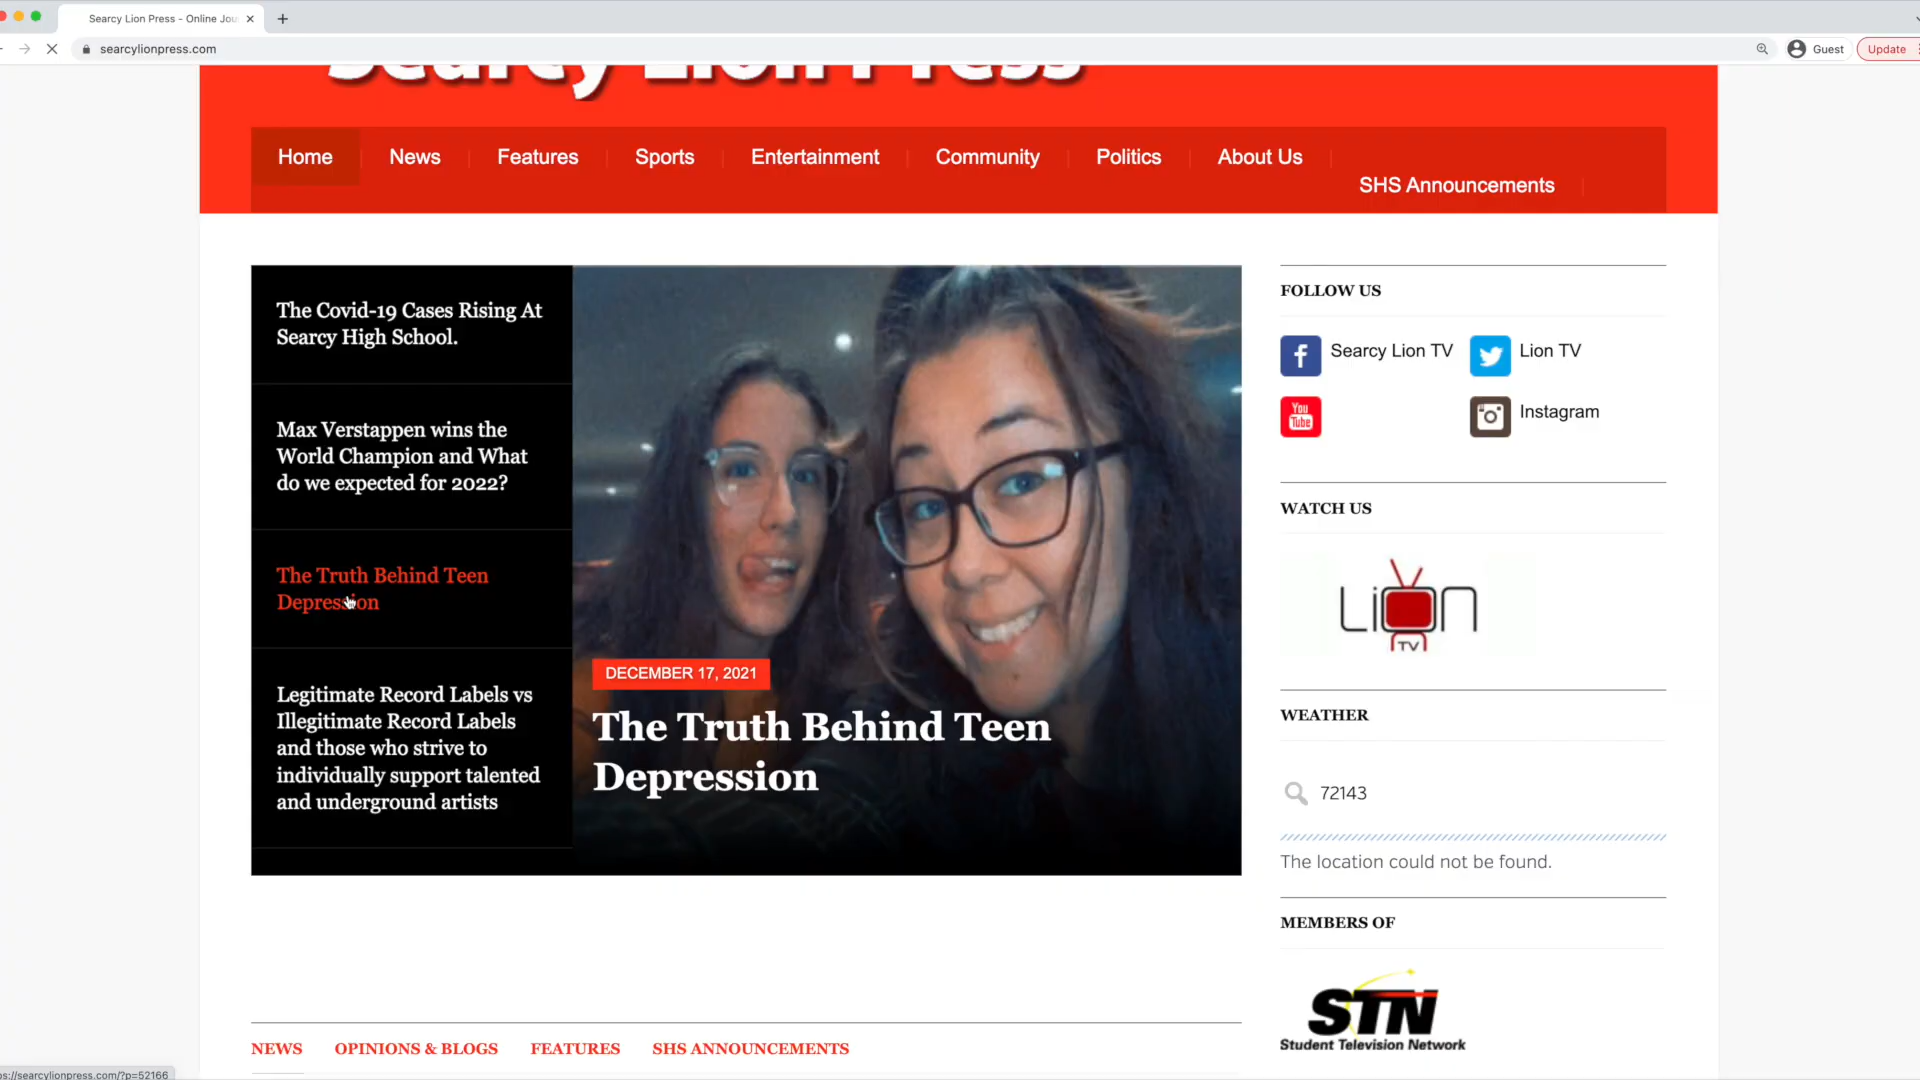 Searcy Lion Press - Online Jou
searcylionpress.com
Guest
Update
Searcy Lion Press
Home
News
Features
Sports
Entertainment
Community
Politics
About Us
SHS Announcements
The Covid-19 Cases Rising At
Searcy High School.
Max Verstappen wins the
World Champion and What
do we expected for 2022?
The Truth Behind Teen
Depression
Legitimate Record Labels vs
Illegitimate Record Labels
and those who strive to
individually support talented
and underground artists
DECEMBER 17, 2021
The Truth Behind Teen
Depression
FOLLOW US
Searcy Lion TV
Lion TV
You
Tube
Instagram
WATCH US
LiOn
TV
WEATHER
72143
The location could not be found.
MEMBERS OF
STN
Student Television Network
NEWS
OPINIONS & BLOGS
FEATURES
SHS ANNOUNCEMENTS
ps://searcylionpress.com/?p=52166